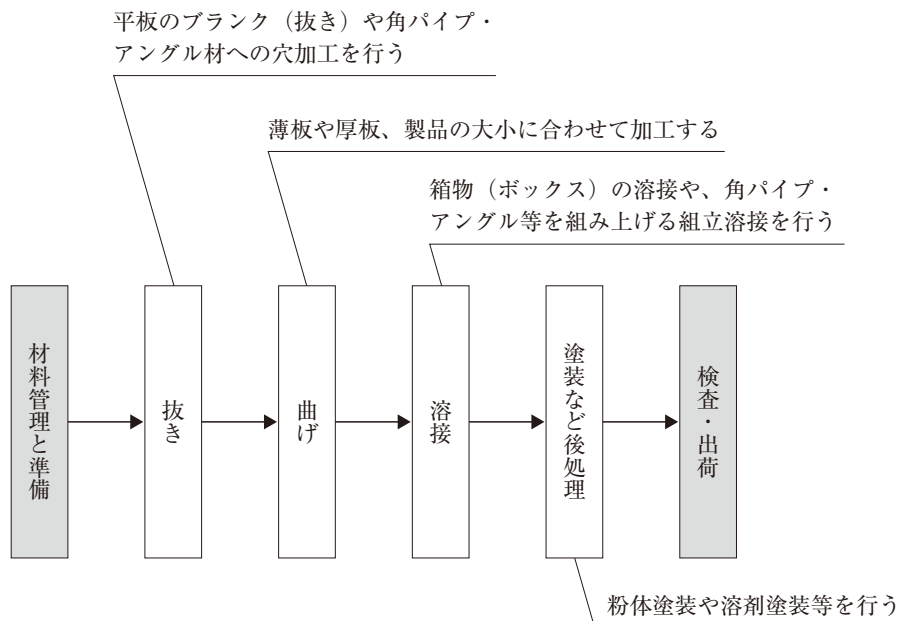 平板のブランク（抜き）や角パイプ・
アングル材への穴加工を行う
薄板や厚板、製品の大小に合わせて加工する
箱物（ボックス）の溶接や、角パイプ・
アングル等を組み上げる組立溶接を行う
材料管理と準備
抜き
曲げ
溶接
塗装など後処理
検査・出荷
粉体塗装や溶剤塗装等を行う